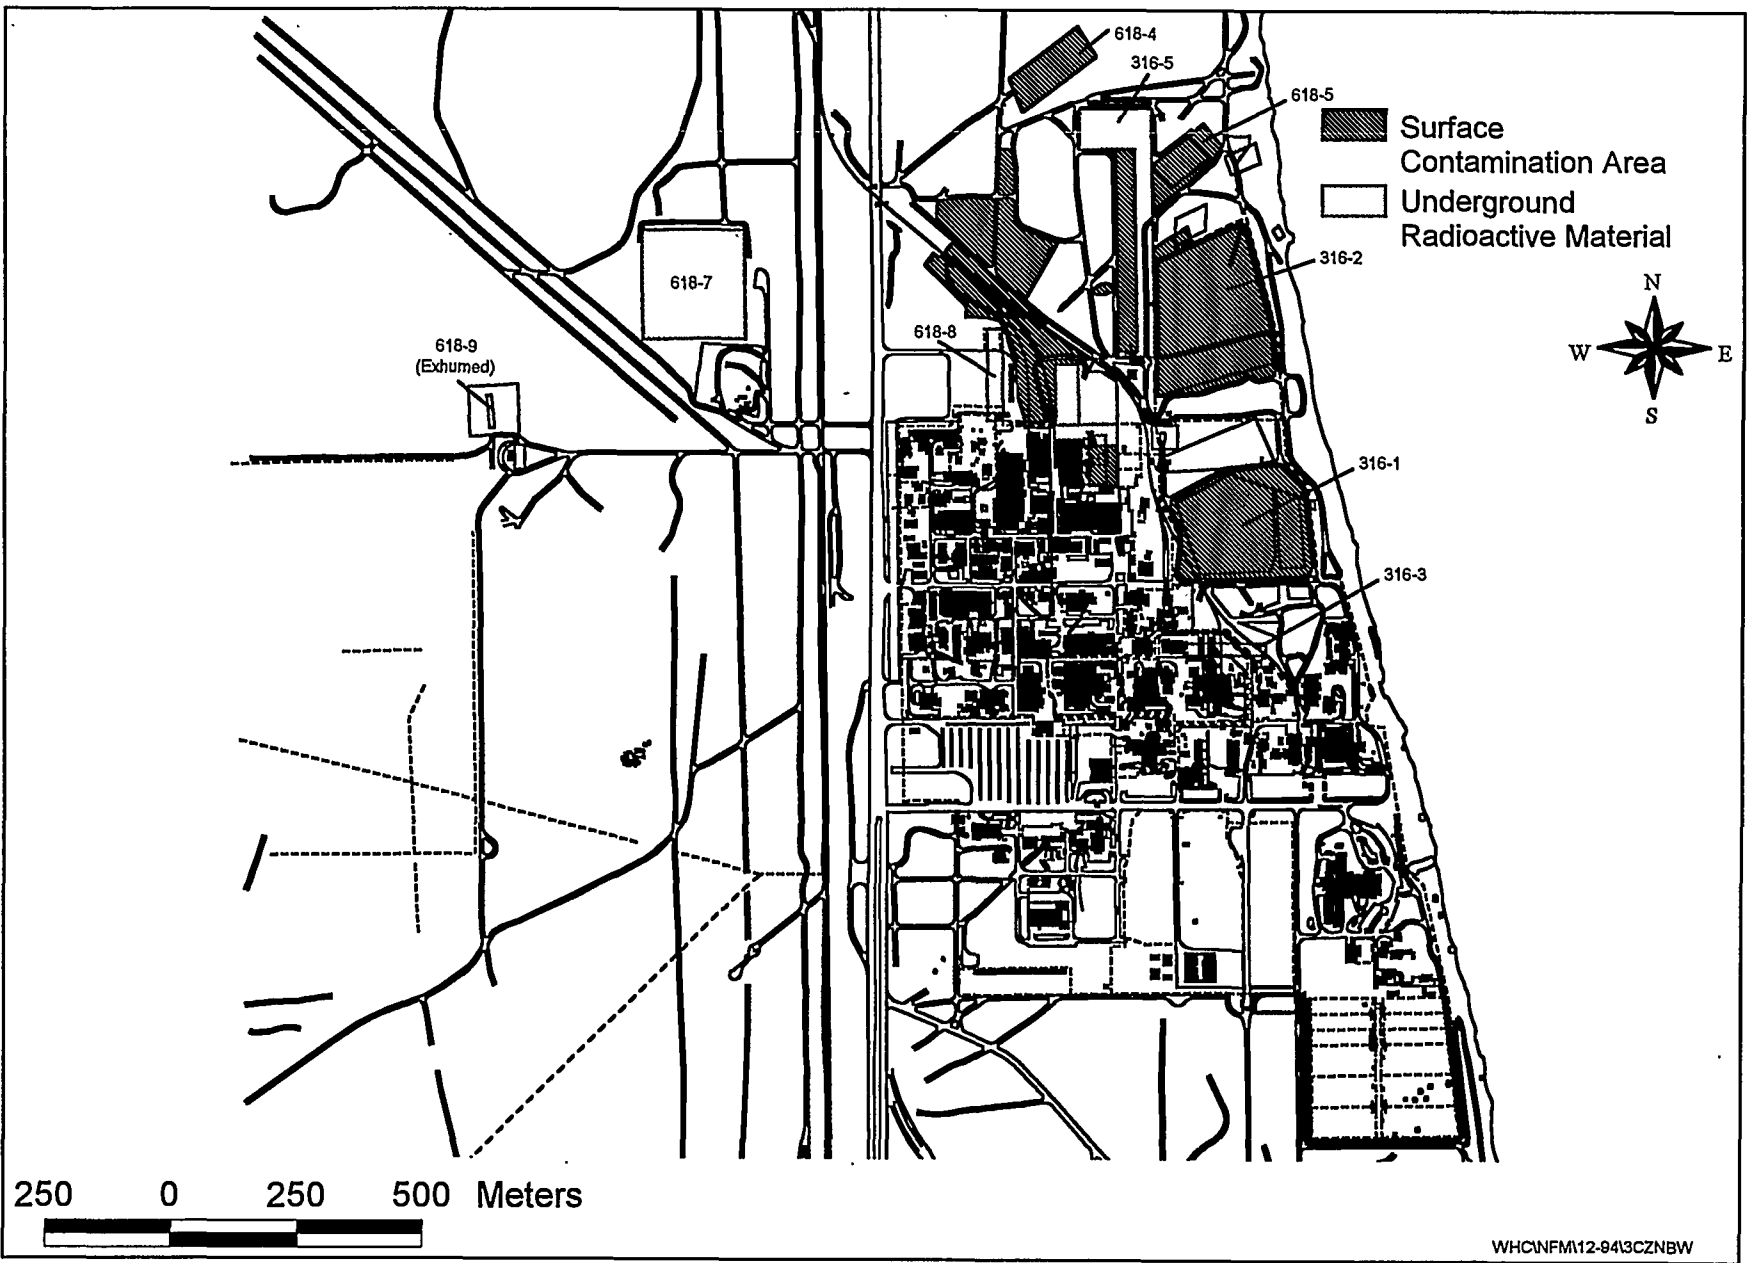 618-4
316-5
618-5
Surface
Contamination Area
Underground
Radioactive Material
316-2
618-7
N
W
E
S
618-8
618-9
(Exhumed)
316-1
316-3
250 0 250 500 Meters
WHC\NFM\12-94\3CZNBW